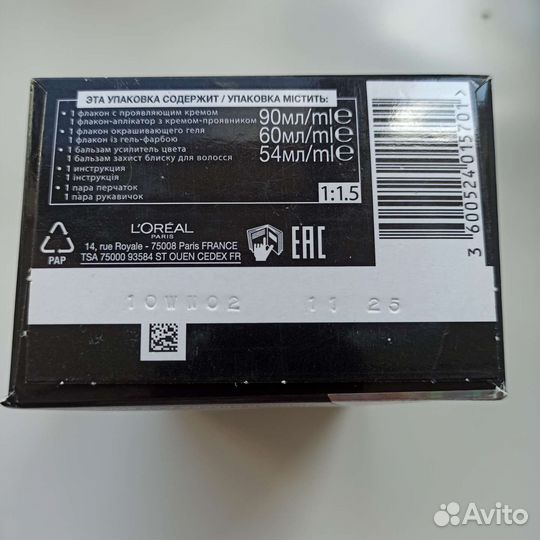 ЭТА УПАКОВКА СОДЕРЖИТ / УПАКОВКА МІСТИТЬ:
• 1 флакон с проявляющим кремом
1 флакон-аплікатор з кремом-проявником 90мл/ml℮
• 1 флакон окрашивающего геля
1 флакон із гель-фарбою 60мл/ml℮
• 1 бальзам усилитель цвета
1 бальзам захист блиску для волосся 54мл/ml℮
• 1 инструкция
1 інструкція
• 1 пара перчаток
1 пара рукавичок
1:1.5
PAP
L'ORÉAL
PARIS
14, rue Royale - 75008 Paris FRANCE
TSA 75000 93584 ST OUEN CEDEX FR
EAC
3 600524 015701 >
10WW02 11 25
Avito